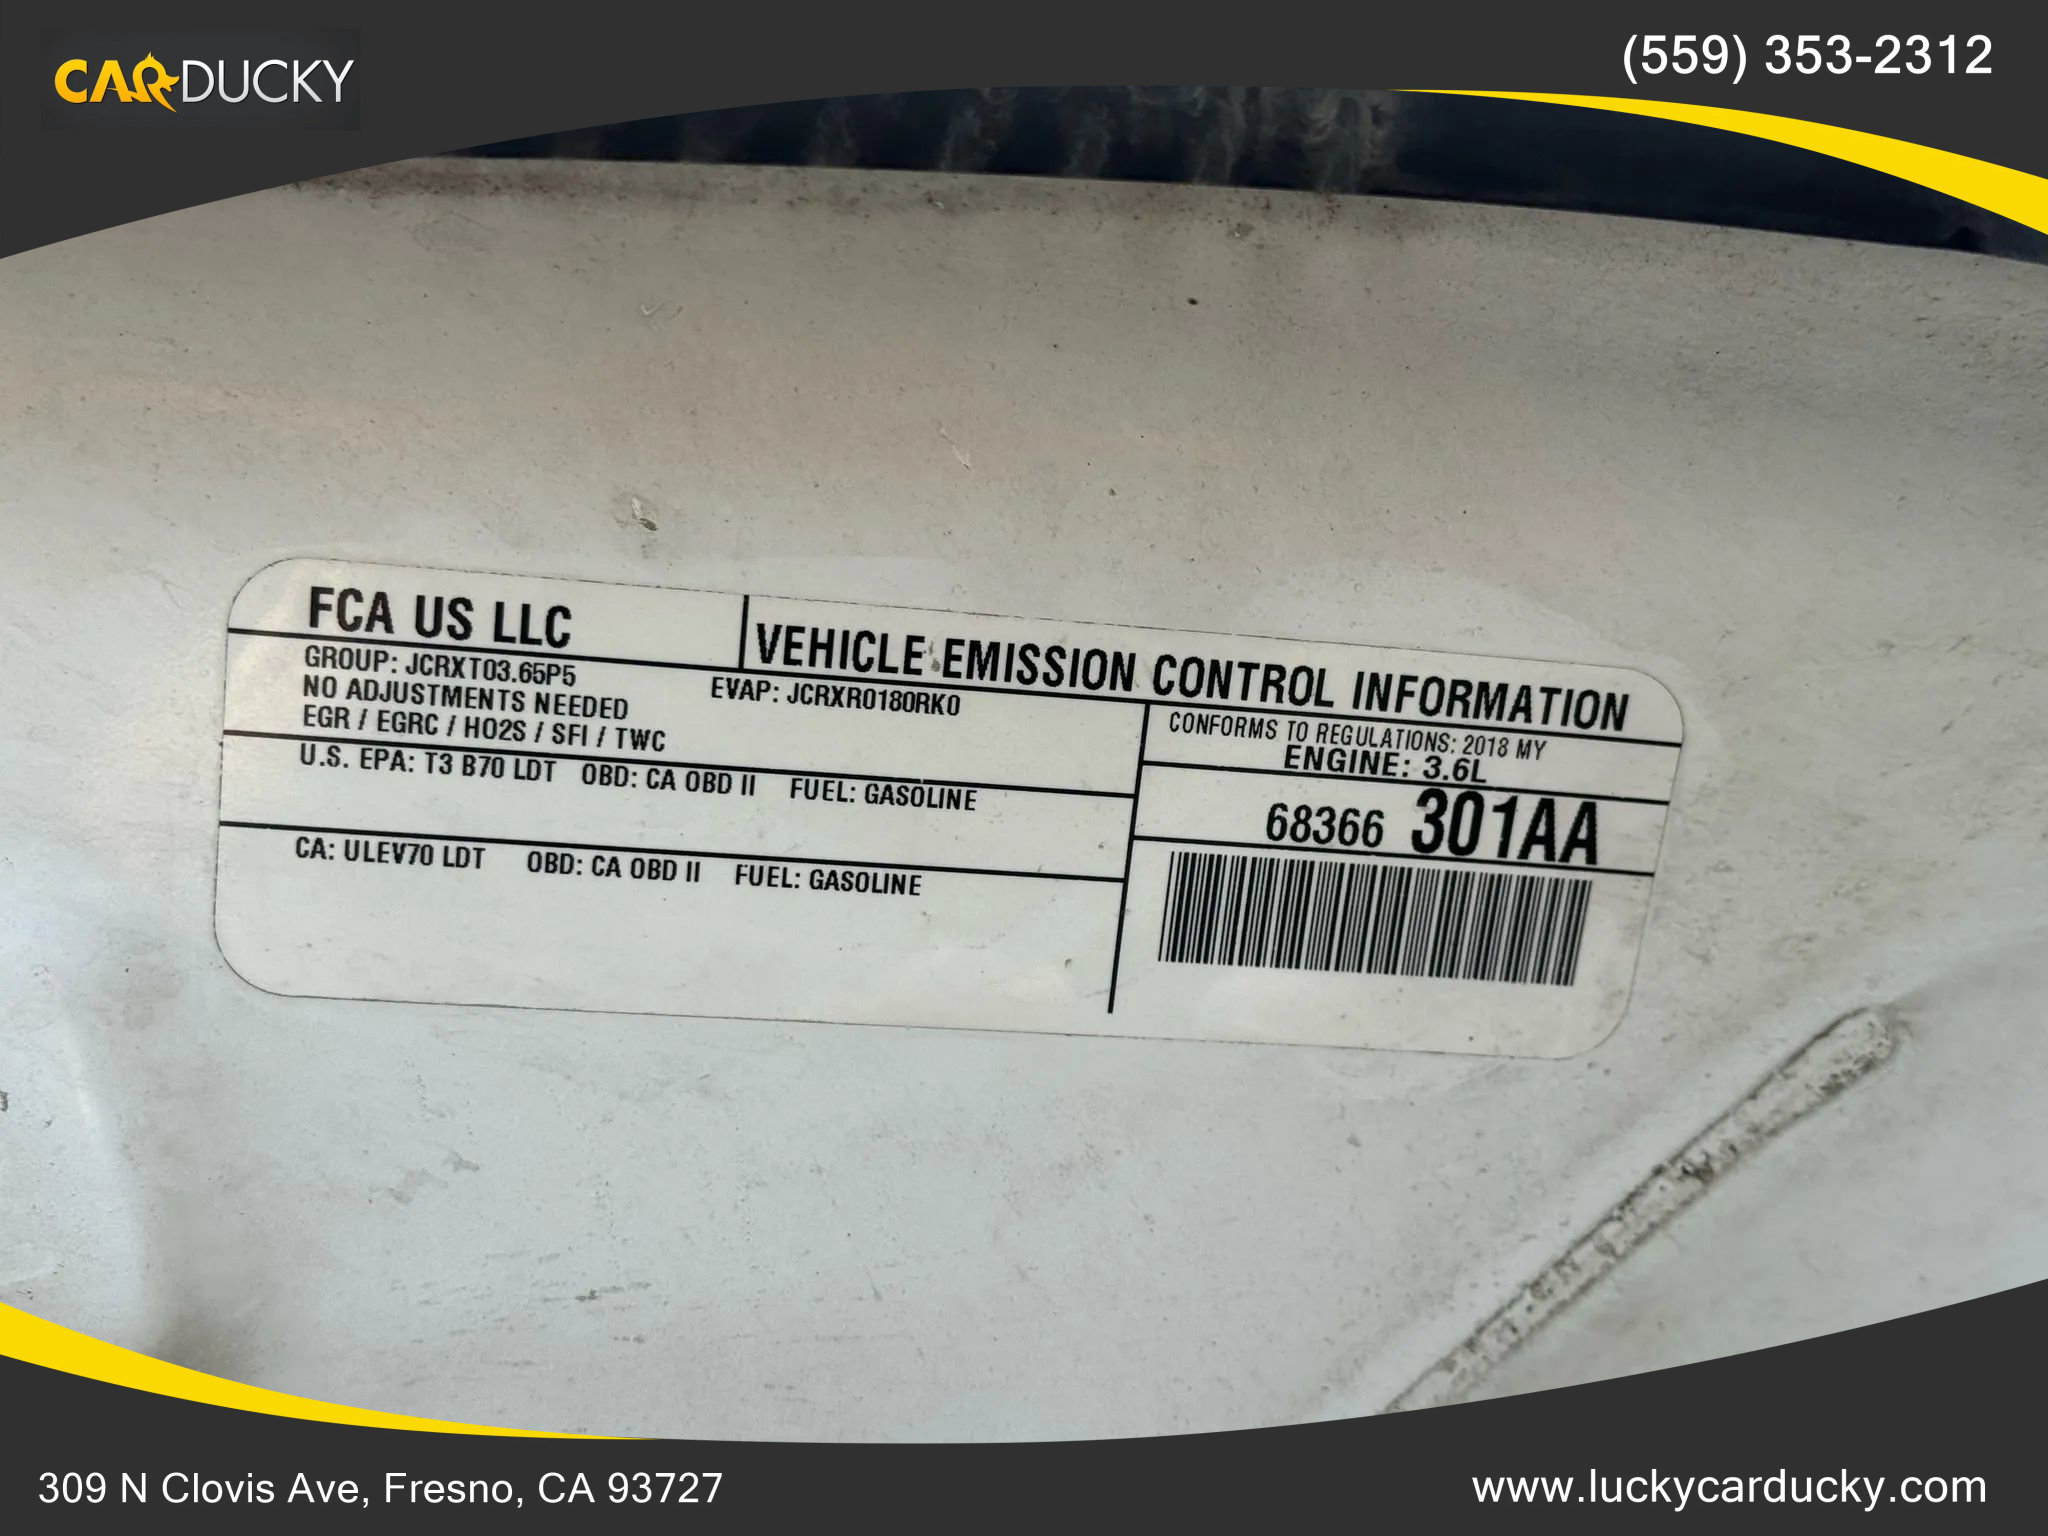 CARDUCKY
(559) 353-2312
FCA US LLC
VEHICLE EMISSION CONTROL INFORMATION
GROUP: JCRXT03.65P5
EVAP: JCRXR0180RK0
NO ADJUSTMENTS NEEDED
EGR / EGRC / HO2S / SFI / TWC
CONFORMS TO REGULATIONS: 2018 MY
ENGINE: 3.6L
U.S. EPA: T3 B70 LDT OBD: CA OBD II FUEL: GASOLINE
68366 301AA
CA: ULEV70 LDT OBD: CA OBD II FUEL: GASOLINE
309 N Clovis Ave, Fresno, CA 93727
www.luckycarducky.com